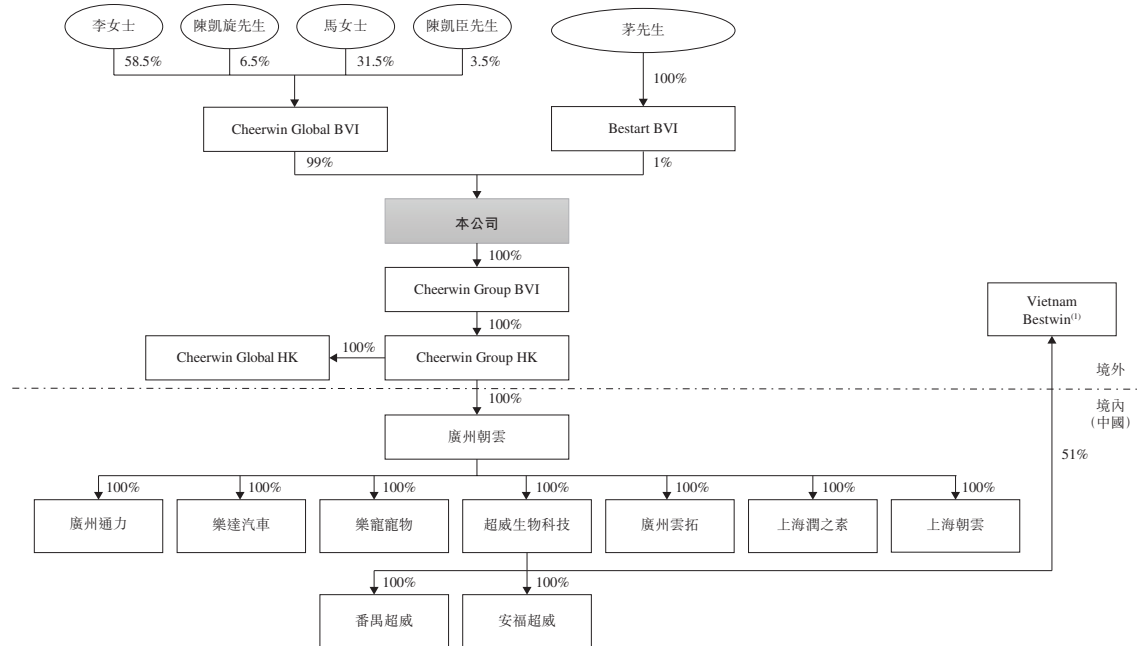 李女士
陳凱旋先生
馬女士
陳凱臣先生
茅先生
58.5%
6.5%
31.5%
3.5%
100%
Cheerwin Global BVI
Bestart BVI
99%
1%
本公司
100%
Cheerwin Group BVI
Vietnam
Bestwin(1)
100%
Cheerwin Global HK
100%
Cheerwin Group HK
境外
100%
境內
(中國)
廣州朝雲
51%
100%
100%
100%
100%
100%
100%
100%
廣州通力
樂達汽車
樂寵寵物
超威生物科技
廣州雲拓
上海潤之素
上海朝雲
100%
100%
番禺超威
安福超威